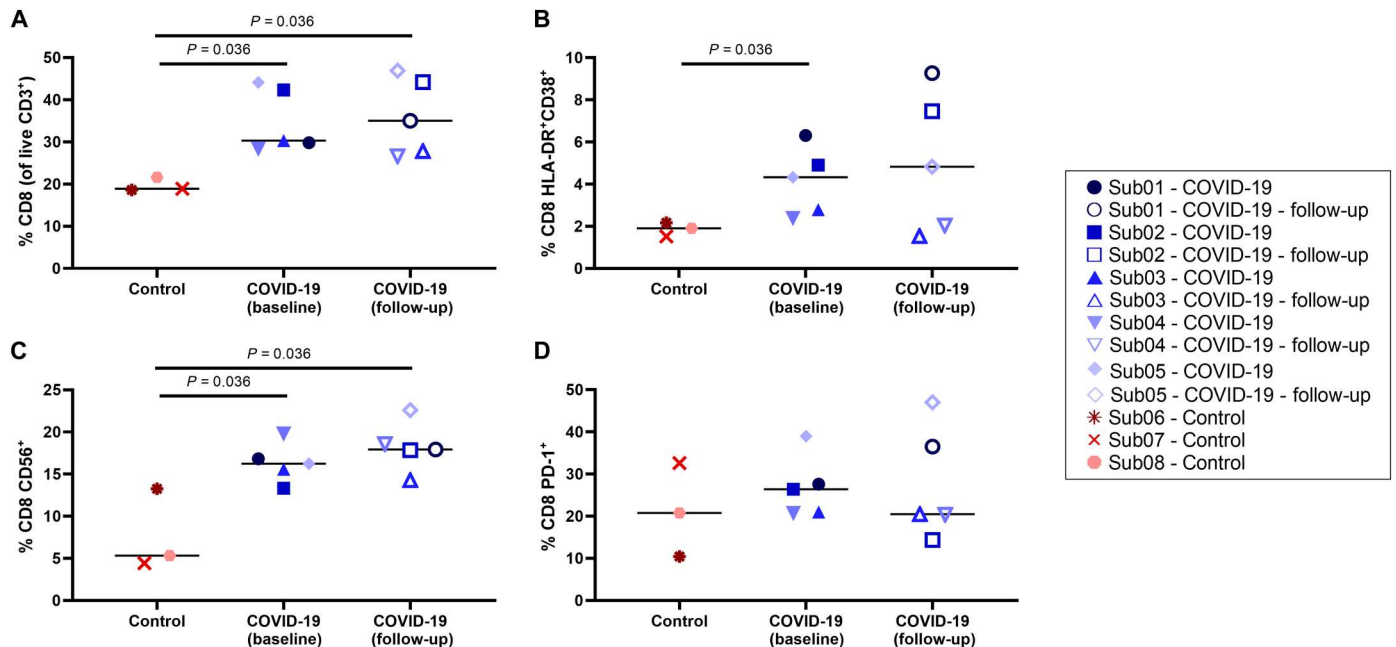 A
P = 0.036
P = 0.036
% CD8 (of live CD3⁺)
50
40
30
20
10
0
Control
COVID-19
(baseline)
COVID-19
(follow-up)
B
P = 0.036
% CD8 HLA-DR⁺CD38⁺
10
8
6
4
2
0
Control
COVID-19
(baseline)
COVID-19
(follow-up)
C
P = 0.036
P = 0.036
% CD8 CD56⁺
25
20
15
10
5
0
Control
COVID-19
(baseline)
COVID-19
(follow-up)
D
% CD8 PD-1⁺
50
40
30
20
10
0
Control
COVID-19
(baseline)
COVID-19
(follow-up)
Sub01 - COVID-19
Sub01 - COVID-19 - follow-up
Sub02 - COVID-19
Sub02 - COVID-19 - follow-up
Sub03 - COVID-19
Sub03 - COVID-19 - follow-up
Sub04 - COVID-19
Sub04 - COVID-19 - follow-up
Sub05 - COVID-19
Sub05 - COVID-19 - follow-up
Sub06 - Control
Sub07 - Control
Sub08 - Control